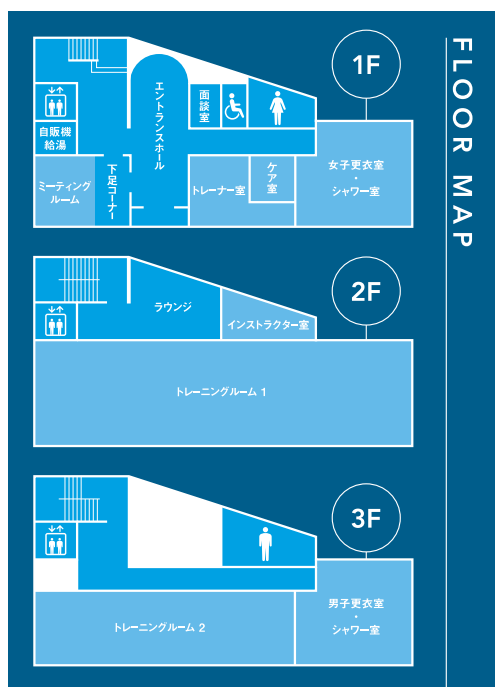 FLOOR MAP
1F
エントランスホール
面談室
自販機
給湯
下足コーナー
ミーティング
ルーム
トレーナー室
ケア室
女子更衣室
・
シャワー室
2F
ラウンジ
インストラクター室
トレーニングルーム 1
3F
トレーニングルーム 2
男子更衣室
・
シャワー室